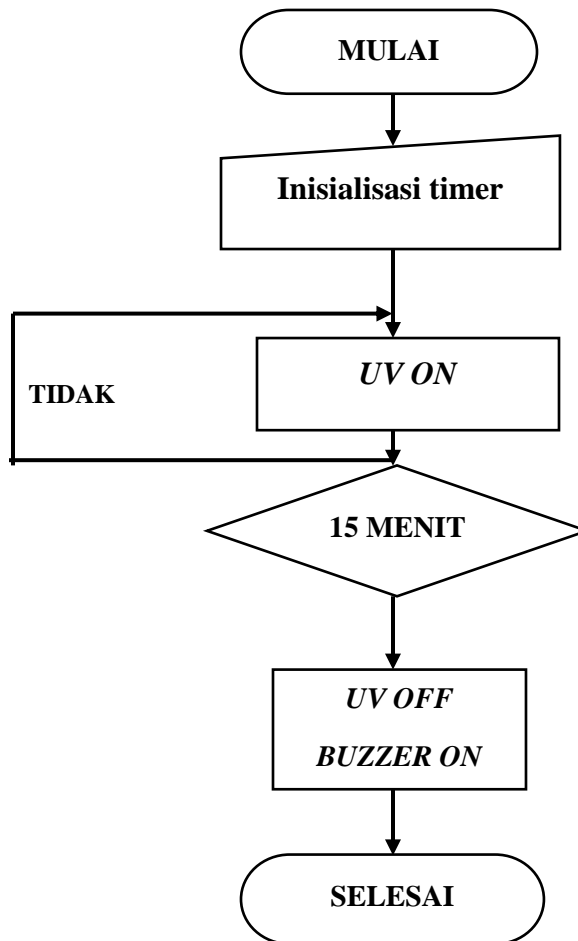 MULAI
Inisialisasi timer
UV ON
TIDAK
15 MENIT
UV OFF
BUZZER ON
SELESAI